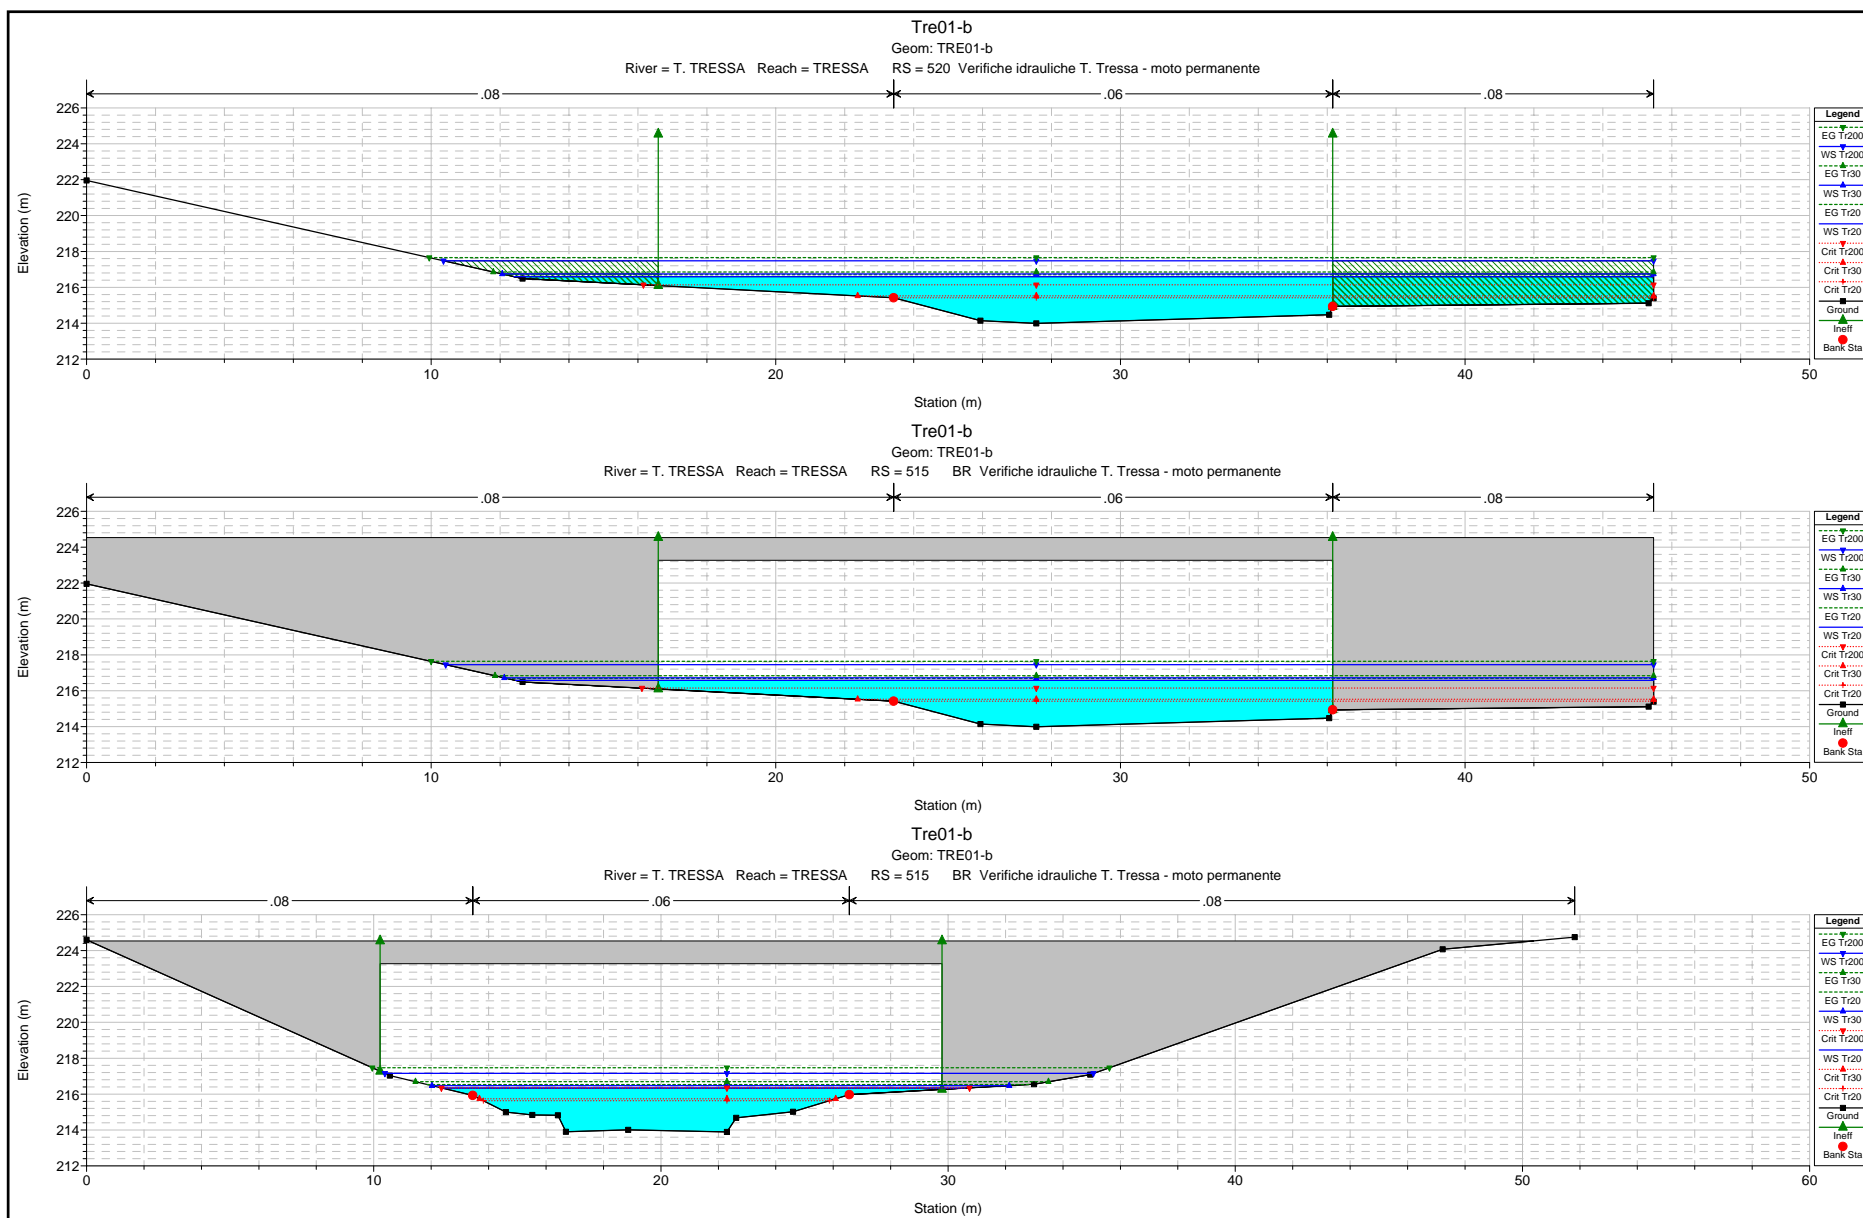 Tre01-b
Geom: TRE01-b
River = T. TRESSA Reach = TRESSA RS = 520 Verifiche idrauliche T. Tressa - moto permanente
.08 .06 .08
226
224
222
220
218
216
214
212
Elevation (m)
0 10 20 30 40 50
Station (m)
Legend
EG Tr200
WS Tr200
EG Tr30
WS Tr30
EG Tr20
WS Tr20
Crit Tr200
Crit Tr30
Crit Tr20
Ground
Ineff
Bank Sta
Tre01-b
Geom: TRE01-b
River = T. TRESSA Reach = TRESSA RS = 515 BR Verifiche idrauliche T. Tressa - moto permanente
.08 .06 .08
226
224
222
220
218
216
214
212
Elevation (m)
0 10 20 30 40 50
Station (m)
Legend
EG Tr200
WS Tr200
EG Tr30
WS Tr30
EG Tr20
WS Tr20
Crit Tr200
Crit Tr30
Crit Tr20
Ground
Ineff
Bank Sta
Tre01-b
Geom: TRE01-b
River = T. TRESSA Reach = TRESSA RS = 515 BR Verifiche idrauliche T. Tressa - moto permanente
.08 .06 .08
226
224
222
220
218
216
214
212
Elevation (m)
0 10 20 30 40 50 60
Station (m)
Legend
EG Tr200
WS Tr200
EG Tr30
EG Tr20
WS Tr30
Crit Tr200
WS Tr20
Crit Tr30
Crit Tr20
Ground
Ineff
Bank Sta